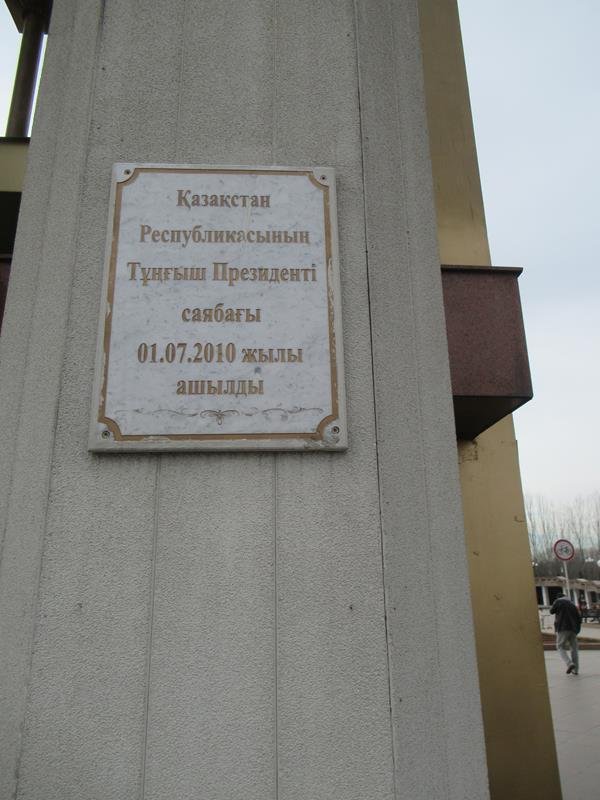 Қазақстан
Республикасының
Тұңғыш Президенті
саябағы
01.07.2010 жылы
ашылды